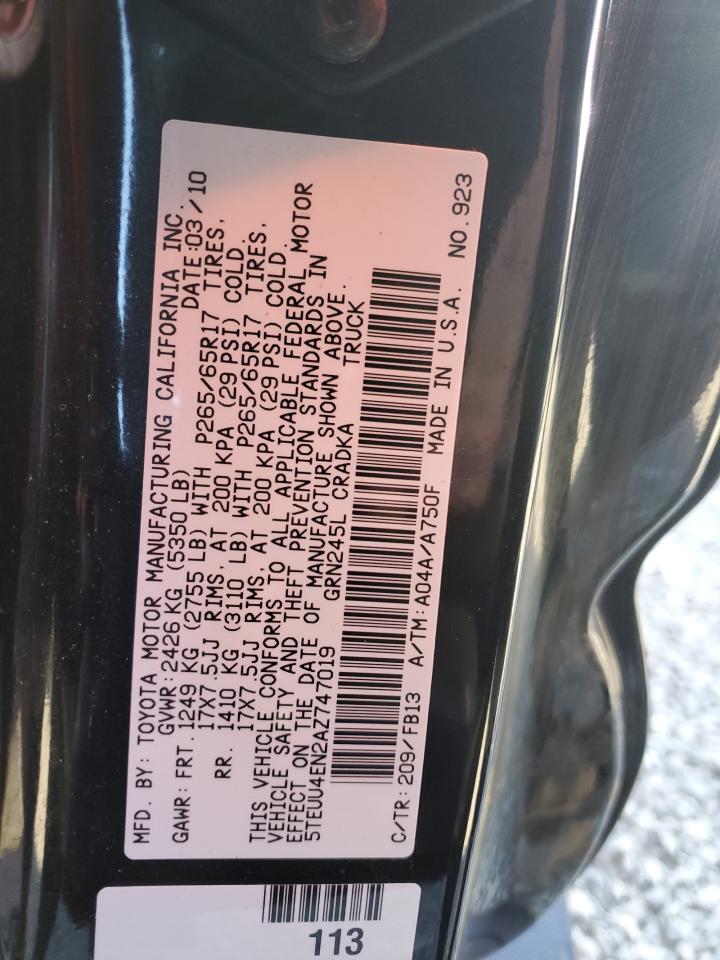 MFD. BY: TOYOTA MOTOR MANUFACTURING CALIFORNIA INC.
GVWR: 2426 KG (5350 LB) DATE: 03/10
GAWR: FRT. 1249 KG (2755 LB) WITH P265/65R17 TIRES,
17X7.5JJ RIMS, AT 200 KPA (29 PSI) COLD.
RR. 1410 KG (3110 LB) WITH P265/65R17 TIRES,
17X7.5JJ RIMS, AT 200 KPA (29 PSI) COLD.
THIS VEHICLE CONFORMS TO ALL APPLICABLE FEDERAL MOTOR
VEHICLE SAFETY AND THEFT PREVENTION STANDARDS IN
EFFECT ON THE DATE OF MANUFACTURE SHOWN ABOVE.
5TEUU4EN2AZ747019 GRN245L CRADKA TRUCK
C/TR: 209/FB13 A/TM: A04A/A750F MADE IN U.S.A. NO. 923
113